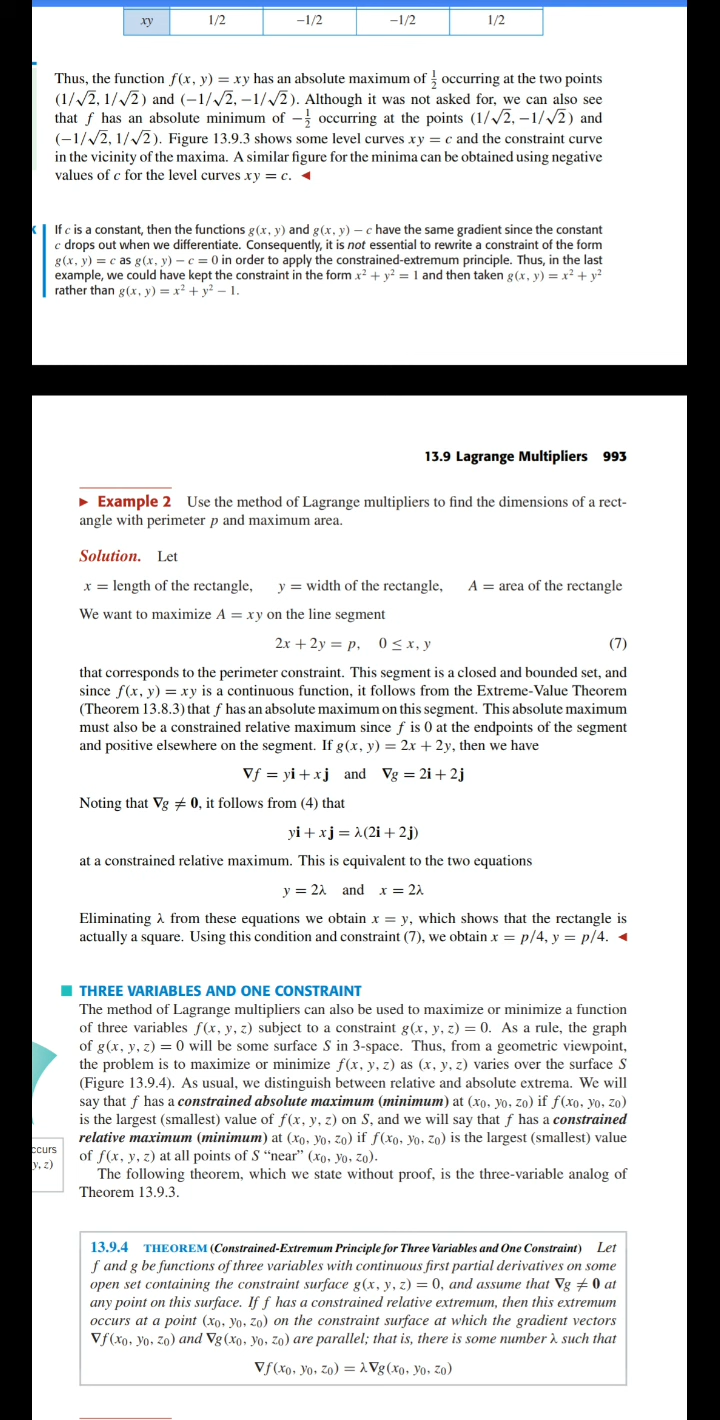 xy 1/2 −1/2 −1/2 1/2
Thus, the function f(x, y) = xy has an absolute maximum of 1/2 occurring at the two points
(1/√2, 1/√2) and (−1/√2, −1/√2). Although it was not asked for, we can also see
that f has an absolute minimum of −1/2 occurring at the points (1/√2, −1/√2) and
(−1/√2, 1/√2). Figure 13.9.3 shows some level curves xy = c and the constraint curve
in the vicinity of the maxima. A similar figure for the minima can be obtained using negative
values of c for the level curves xy = c. ◄
If c is a constant, then the functions g(x, y) and g(x, y) − c have the same gradient since the constant
c drops out when we differentiate. Consequently, it is not essential to rewrite a constraint of the form
g(x, y) = c as g(x, y) − c = 0 in order to apply the constrained-extremum principle. Thus, in the last
example, we could have kept the constraint in the form x² + y² = 1 and then taken g(x, y) = x² + y²
rather than g(x, y) = x² + y² − 1.
13.9 Lagrange Multipliers 993
► Example 2 Use the method of Lagrange multipliers to find the dimensions of a rect-
angle with perimeter p and maximum area.
Solution. Let
x = length of the rectangle, y = width of the rectangle, A = area of the rectangle
We want to maximize A = xy on the line segment
2x + 2y = p, 0 ≤ x, y (7)
that corresponds to the perimeter constraint. This segment is a closed and bounded set, and
since f(x, y) = xy is a continuous function, it follows from the Extreme-Value Theorem
(Theorem 13.8.3) that f has an absolute maximum on this segment. This absolute maximum
must also be a constrained relative maximum since f is 0 at the endpoints of the segment
and positive elsewhere on the segment. If g(x, y) = 2x + 2y, then we have
∇f = yi + xj and ∇g = 2i + 2j
Noting that ∇g ≠ 0, it follows from (4) that
yi + xj = λ(2i + 2j)
at a constrained relative maximum. This is equivalent to the two equations
y = 2λ and x = 2λ
Eliminating λ from these equations we obtain x = y, which shows that the rectangle is
actually a square. Using this condition and constraint (7), we obtain x = p/4, y = p/4. ◄
THREE VARIABLES AND ONE CONSTRAINT
The method of Lagrange multipliers can also be used to maximize or minimize a function
of three variables f(x, y, z) subject to a constraint g(x, y, z) = 0. As a rule, the graph
of g(x, y, z) = 0 will be some surface S in 3-space. Thus, from a geometric viewpoint,
the problem is to maximize or minimize f(x, y, z) as (x, y, z) varies over the surface S
(Figure 13.9.4). As usual, we distinguish between relative and absolute extrema. We will
say that f has a constrained absolute maximum (minimum) at (x₀, y₀, z₀) if f(x₀, y₀, z₀)
is the largest (smallest) value of f(x, y, z) on S, and we will say that f has a constrained
relative maximum (minimum) at (x₀, y₀, z₀) if f(x₀, y₀, z₀) is the largest (smallest) value
of f(x, y, z) at all points of S “near” (x₀, y₀, z₀).
The following theorem, which we state without proof, is the three-variable analog of
Theorem 13.9.3.
ccurs
y, z)
13.9.4 THEOREM (Constrained-Extremum Principle for Three Variables and One Constraint) Let
f and g be functions of three variables with continuous first partial derivatives on some
open set containing the constraint surface g(x, y, z) = 0, and assume that ∇g ≠ 0 at
any point on this surface. If f has a constrained relative extremum, then this extremum
occurs at a point (x₀, y₀, z₀) on the constraint surface at which the gradient vectors
∇f(x₀, y₀, z₀) and ∇g(x₀, y₀, z₀) are parallel; that is, there is some number λ such that
∇f(x₀, y₀, z₀) = λ∇g(x₀, y₀, z₀)